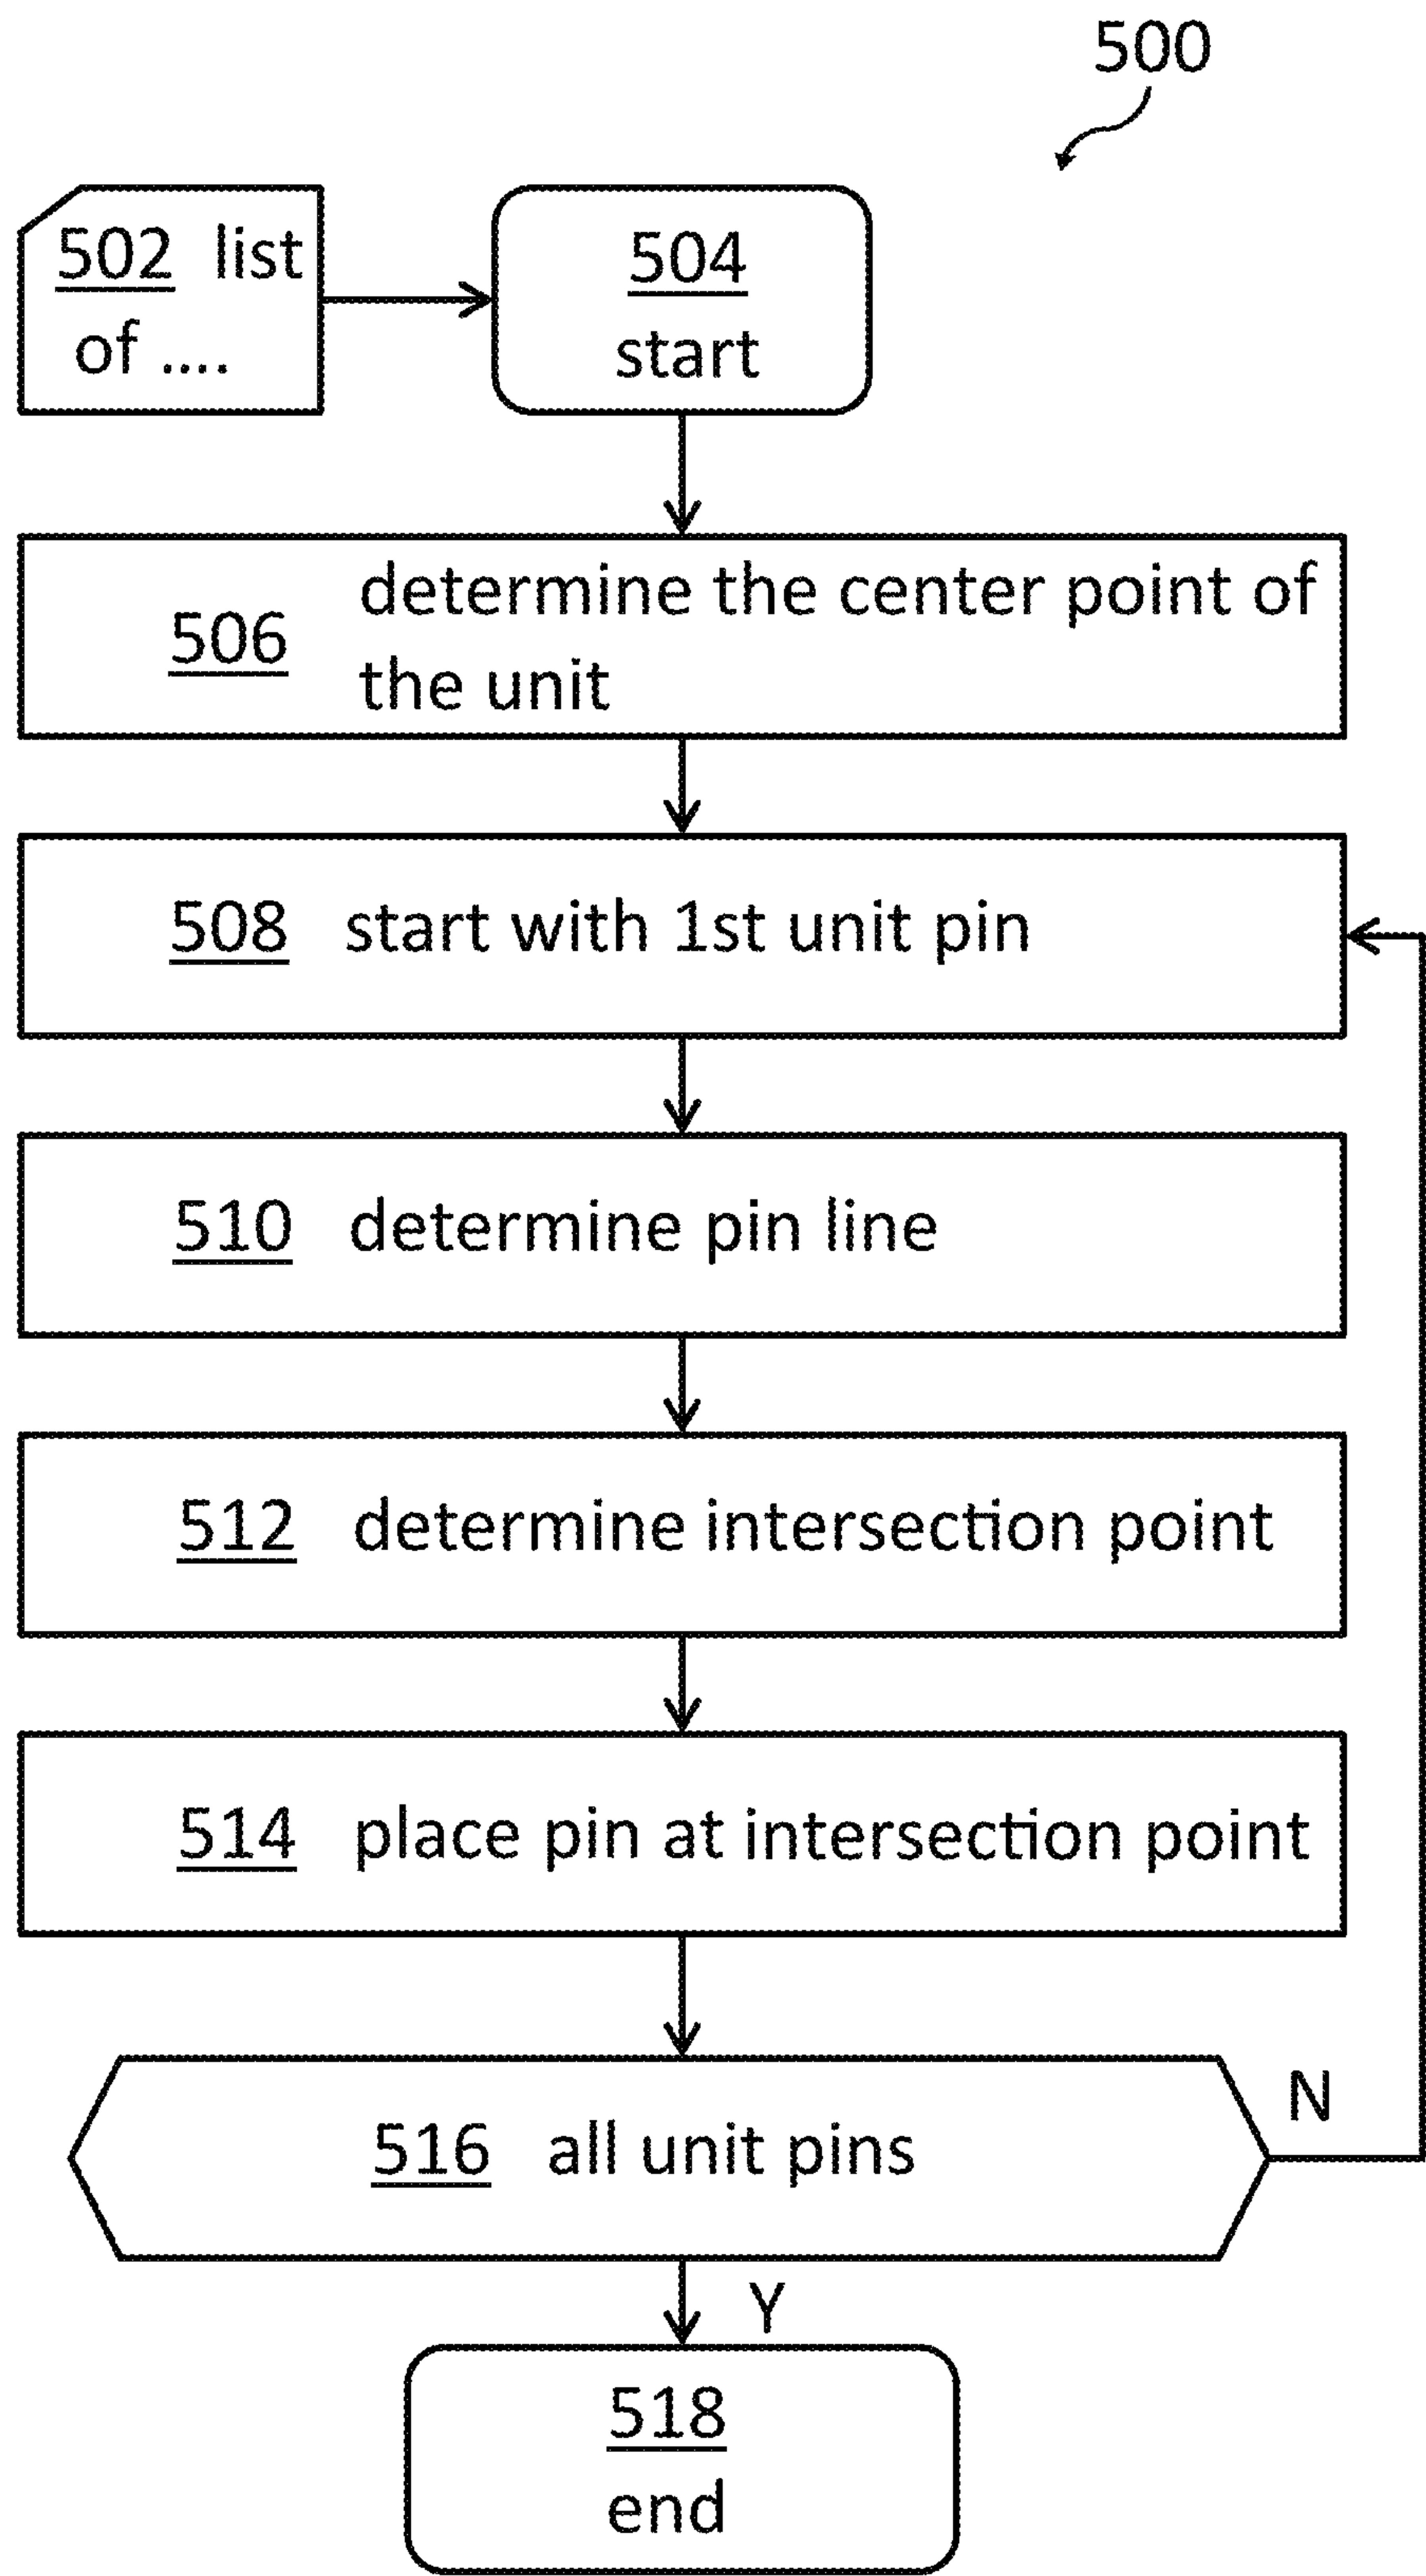 500
502 list
of ....
504
start
506 determine the center point of
the unit
508 start with 1st unit pin
510 determine pin line
512 determine intersection point
514 place pin at intersection point
516 all unit pins
N
Y
518
end